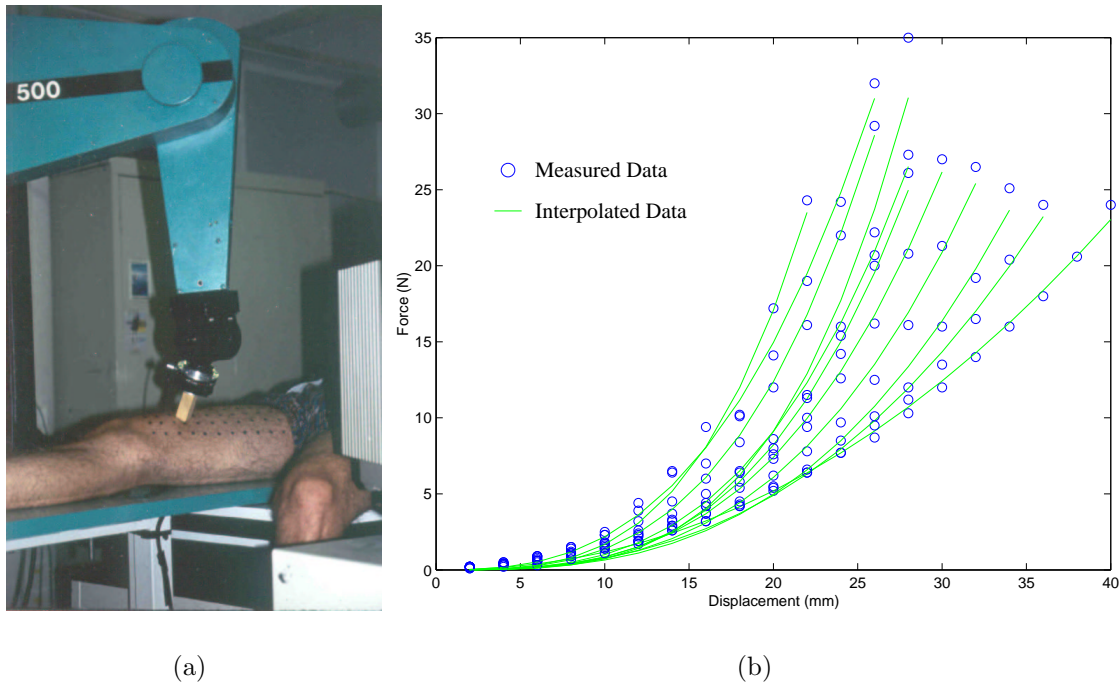 500
35
30
25
20
15
10
5
0
Force (N)
Measured Data
Interpolated Data
0 5 10 15 20 25 30 35 40
Displacement (mm)
(a) (b)